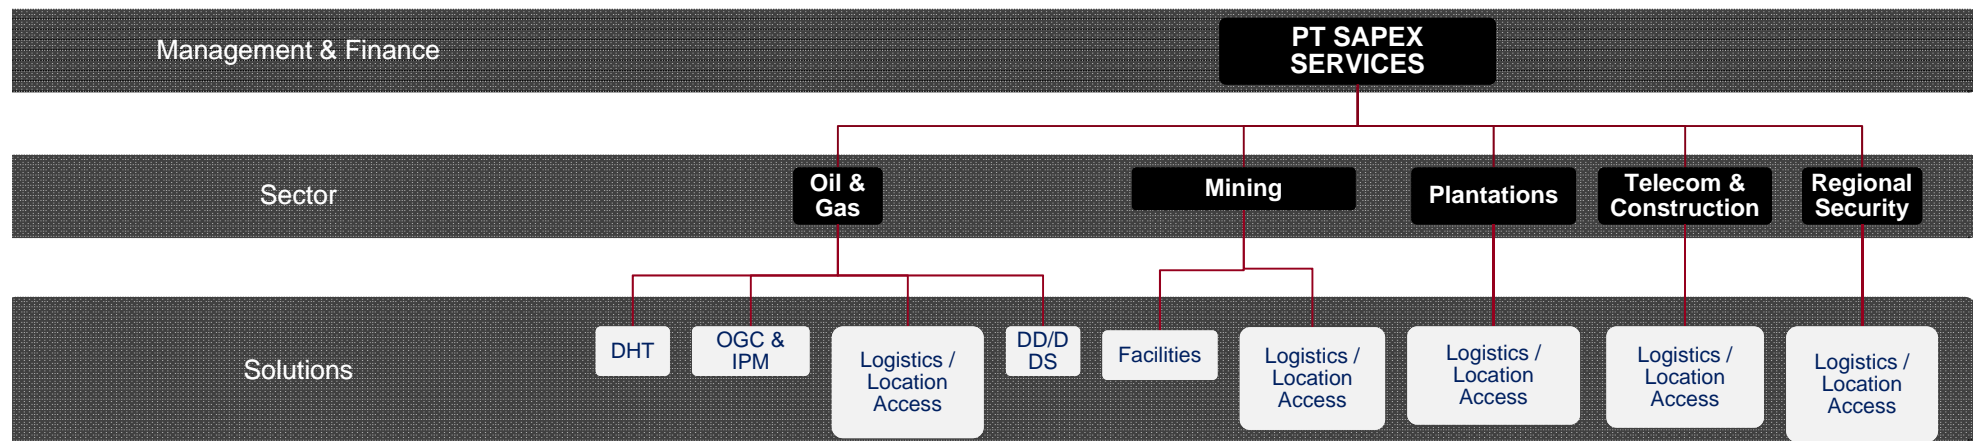 Management & Finance
PT SAPEX
SERVICES
Sector
Oil &
Gas
Mining
Plantations
Telecom &
Construction
Regional
Security
Solutions
DHT
OGC &
IPM
Logistics /
Location
Access
DD/D
DS
Facilities
Logistics /
Location
Access
Logistics /
Location
Access
Logistics /
Location
Access
Logistics /
Location
Access